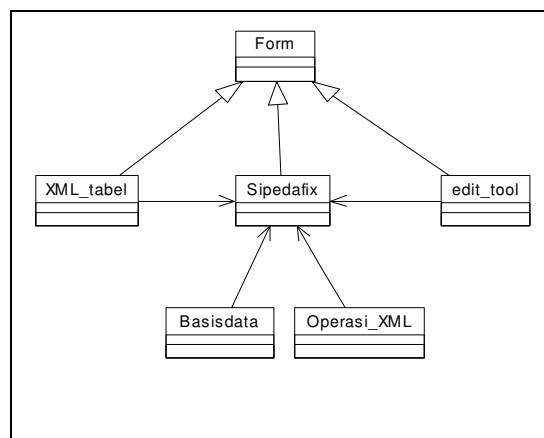 Form
XML_tabel
Sipedafix
edit_tool
Basisdata
Operasi_XML